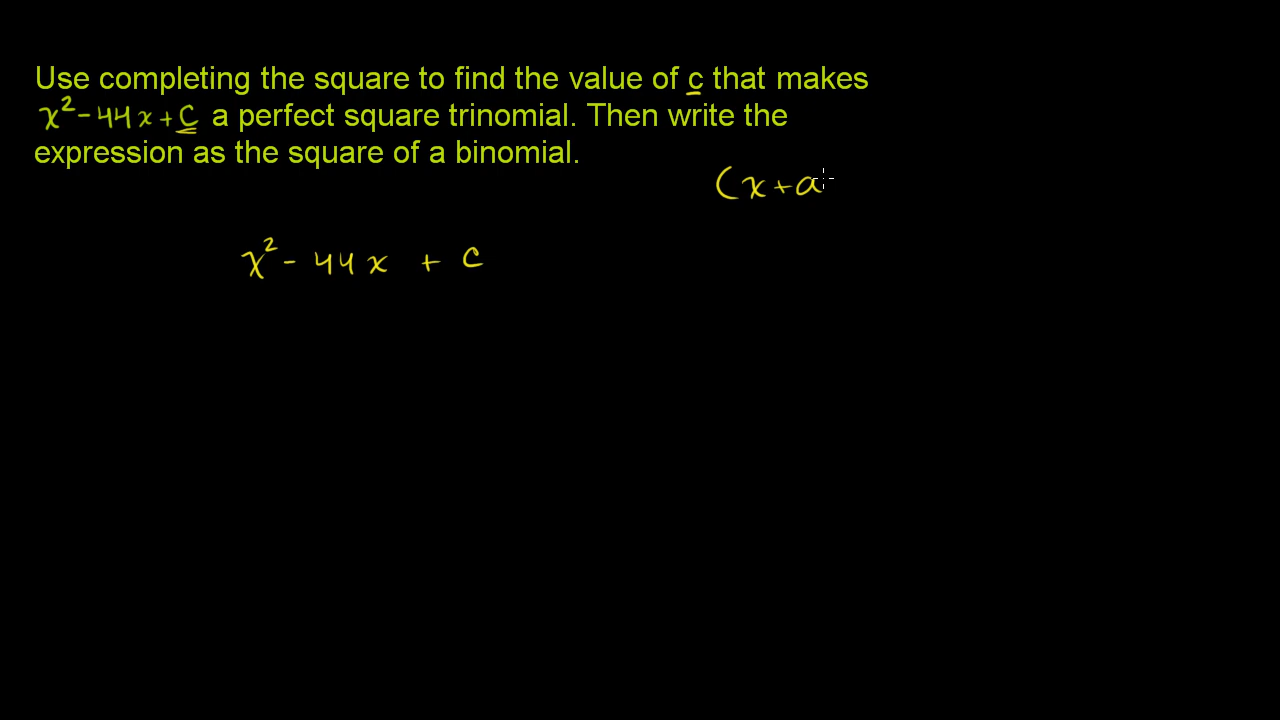 Use completing the square to find the value of c that makes
x² - 44x + C a perfect square trinomial. Then write the
expression as the square of a binomial.
(x + a
x² - 44x + c